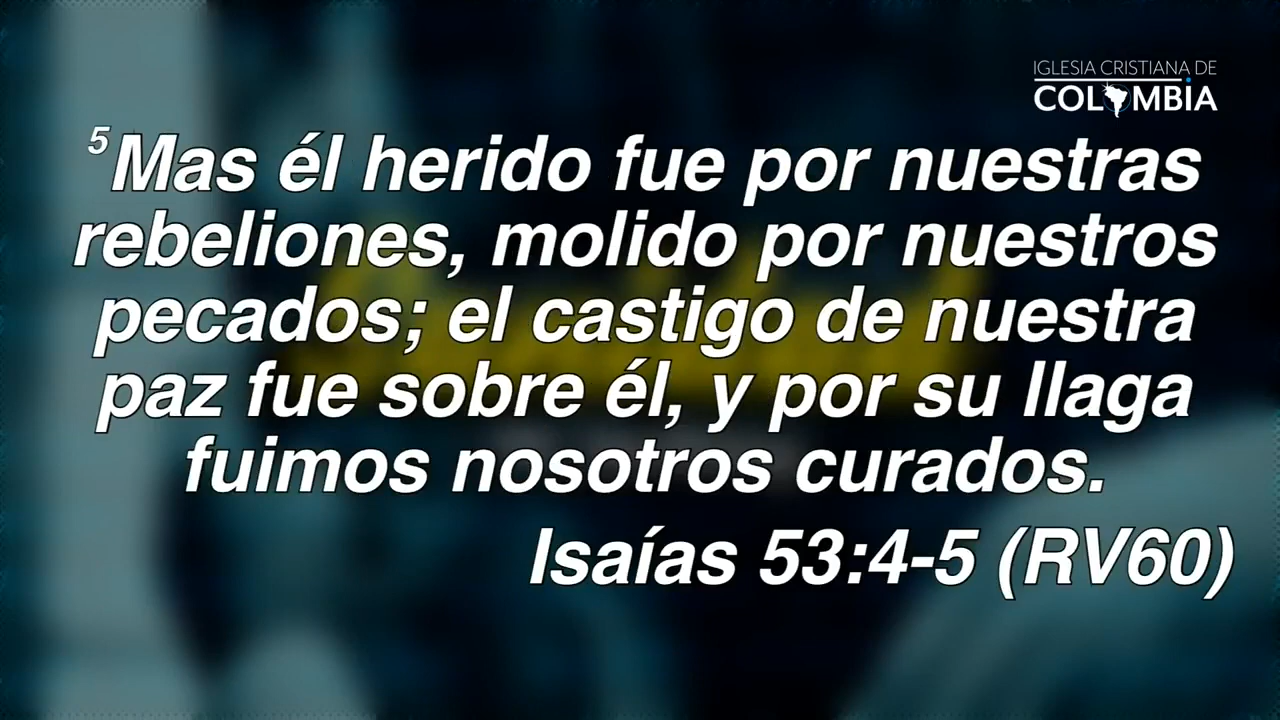 IGLESIA CRISTIANA DE
COLOMBIA
5 Mas él herido fue por nuestras
rebeliones, molido por nuestros
pecados; el castigo de nuestra
paz fue sobre él, y por su llaga
fuimos nosotros curados.
Isaías 53:4-5 (RV60)